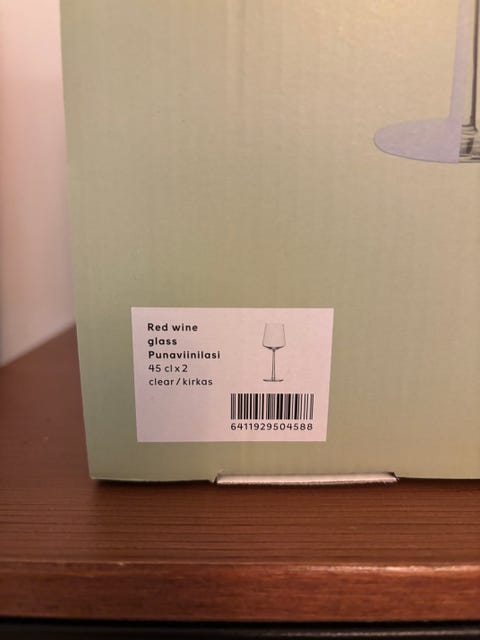 Red wine
glass
Punaviinilasi
45 cl x 2
clear / kirkas
6411929504588